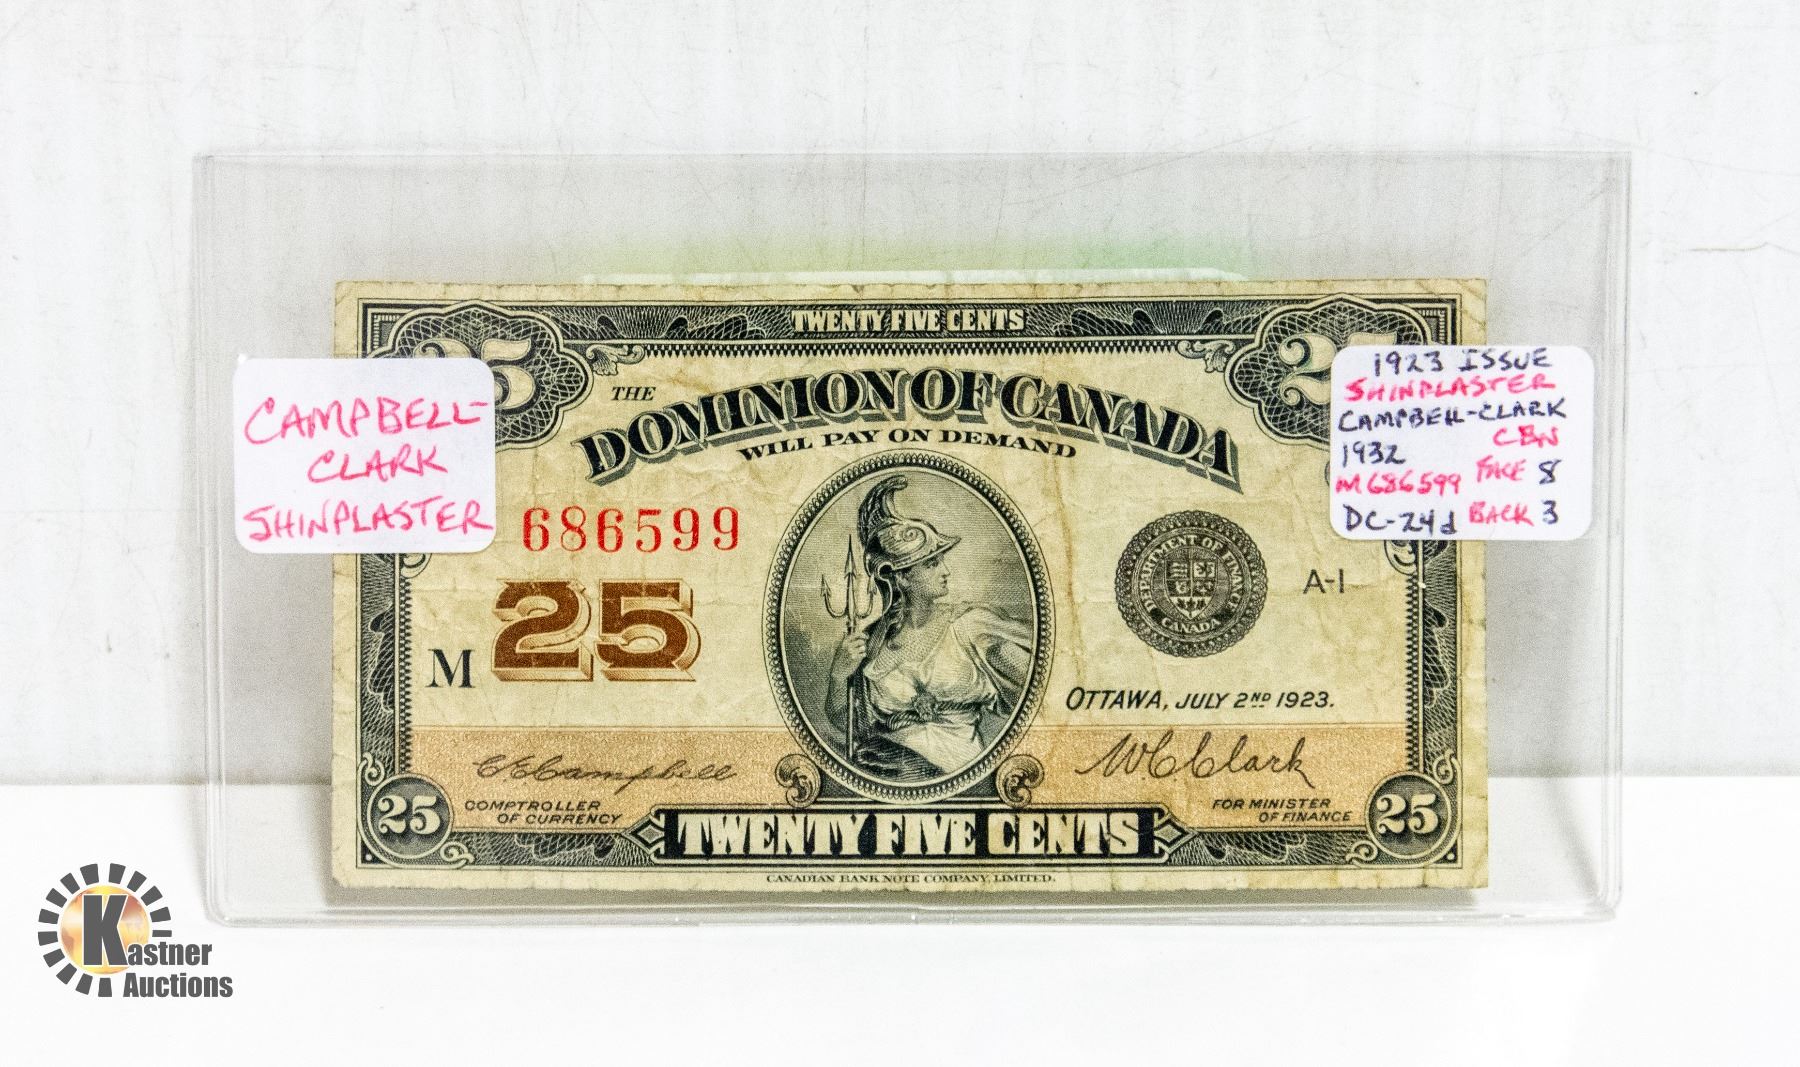 TWENTY FIVE CENTS
25
THE
DOMINION OF CANADA
WILL PAY ON DEMAND
CAMPBELL-
CLARK
SHINPLASTER
1923 ISSUE
SHINPLASTER
CAMPBELL-CLARK
1932 CBN
M686599 FACE 8
DC-24d BACK 3
686599
25
M
DEPARTMENT OF FINANCE
CANADA
A-1
OTTAWA, JULY 2ND 1923.
C E Campbell
COMPTROLLER
OF CURRENCY
W C Clark
FOR MINISTER
OF FINANCE
25
TWENTY FIVE CENTS
25
CANADIAN BANK NOTE COMPANY, LIMITED.
Kastner
Auctions